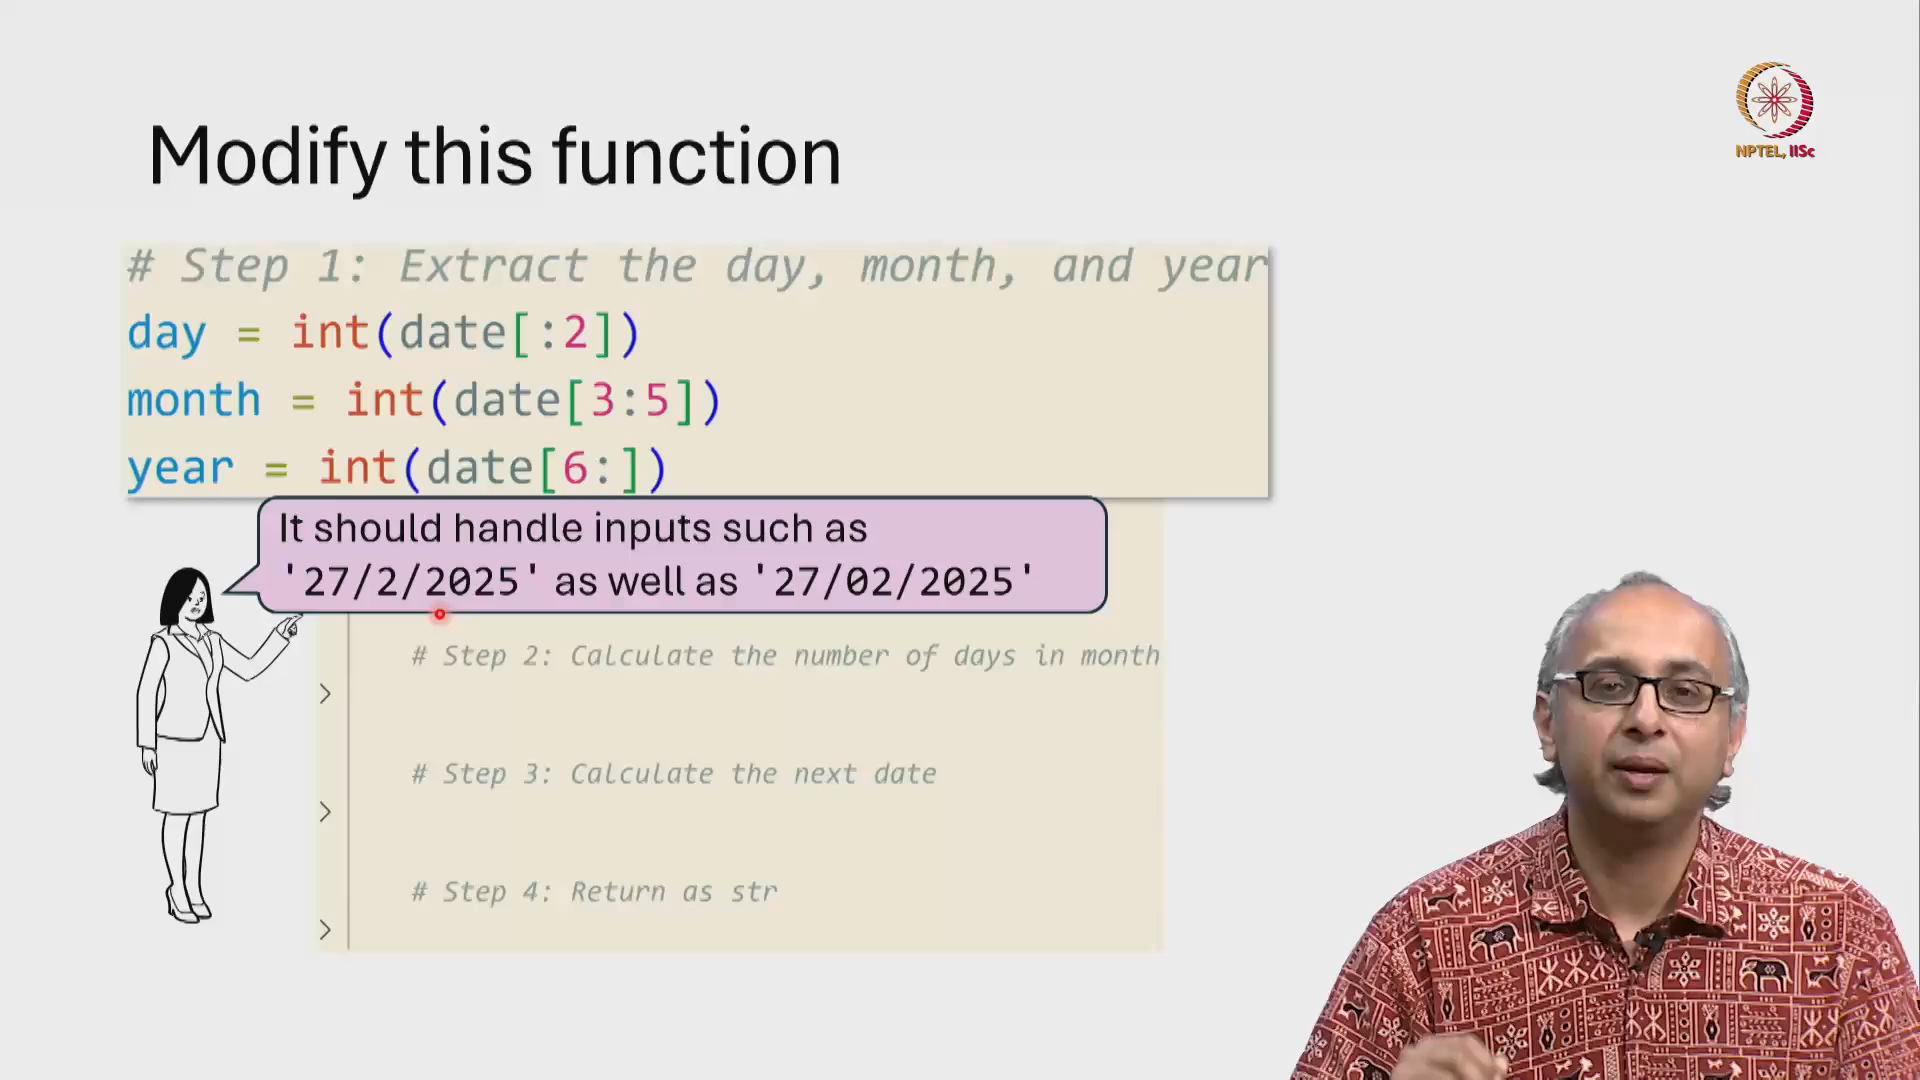 NPTEL, IISc
Modify this function
# Step 1: Extract the day, month, and year
day = int(date[:2])
month = int(date[3:5])
year = int(date[6:])
It should handle inputs such as
'27/2/2025' as well as '27/02/2025'
# Step 2: Calculate the number of days in month
>
# Step 3: Calculate the next date
>
# Step 4: Return as str
>